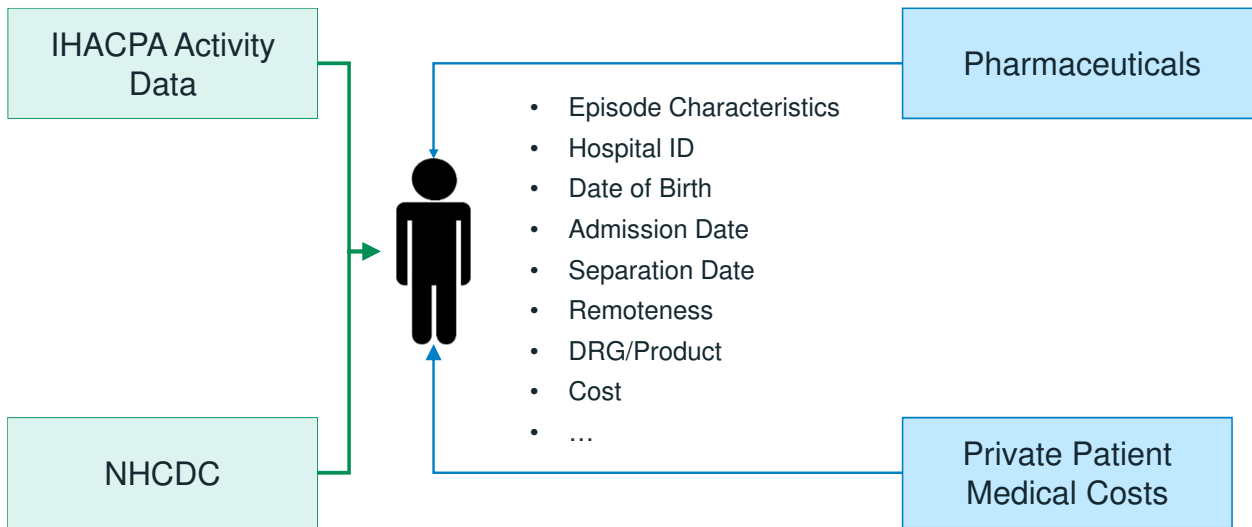 IHACPA Activity
Data
Pharmaceuticals
• Episode Characteristics
• Hospital ID
• Date of Birth
• Admission Date
• Separation Date
• Remoteness
• DRG/Product
• Cost
• …
NHCDC
Private Patient
Medical Costs